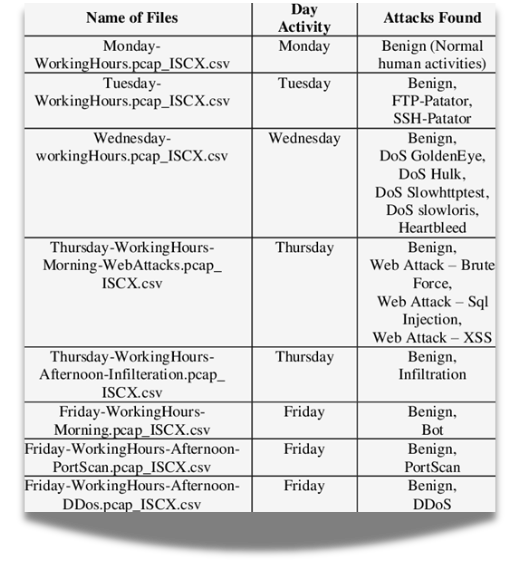 Name of Files Day Activity Attacks Found
Monday-
WorkingHours.pcap_ISCX.csv
Monday
Benign (Normal
human activities)
Tuesday-
WorkingHours.pcap_ISCX.csv
Tuesday
Benign,
FTP-Patator,
SSH-Patator
Wednesday-
workingHours.pcap_ISCX.csv
Wednesday
Benign,
DoS GoldenEye,
DoS Hulk,
DoS Slowhttptest,
DoS slowloris,
Heartbleed
Thursday-WorkingHours-
Morning-WebAttacks.pcap_
ISCX.csv
Thursday
Benign,
Web Attack – Brute
Force,
Web Attack – Sql
Injection,
Web Attack – XSS
Thursday-WorkingHours-
Afternoon-Infilteration.pcap_
ISCX.csv
Thursday
Benign,
Infiltration
Friday-WorkingHours-
Morning.pcap_ISCX.csv
Friday
Benign,
Bot
Friday-WorkingHours-Afternoon-
PortScan.pcap_ISCX.csv
Friday
Benign,
PortScan
Friday-WorkingHours-Afternoon-
DDos.pcap_ISCX.csv
Friday
Benign,
DDoS